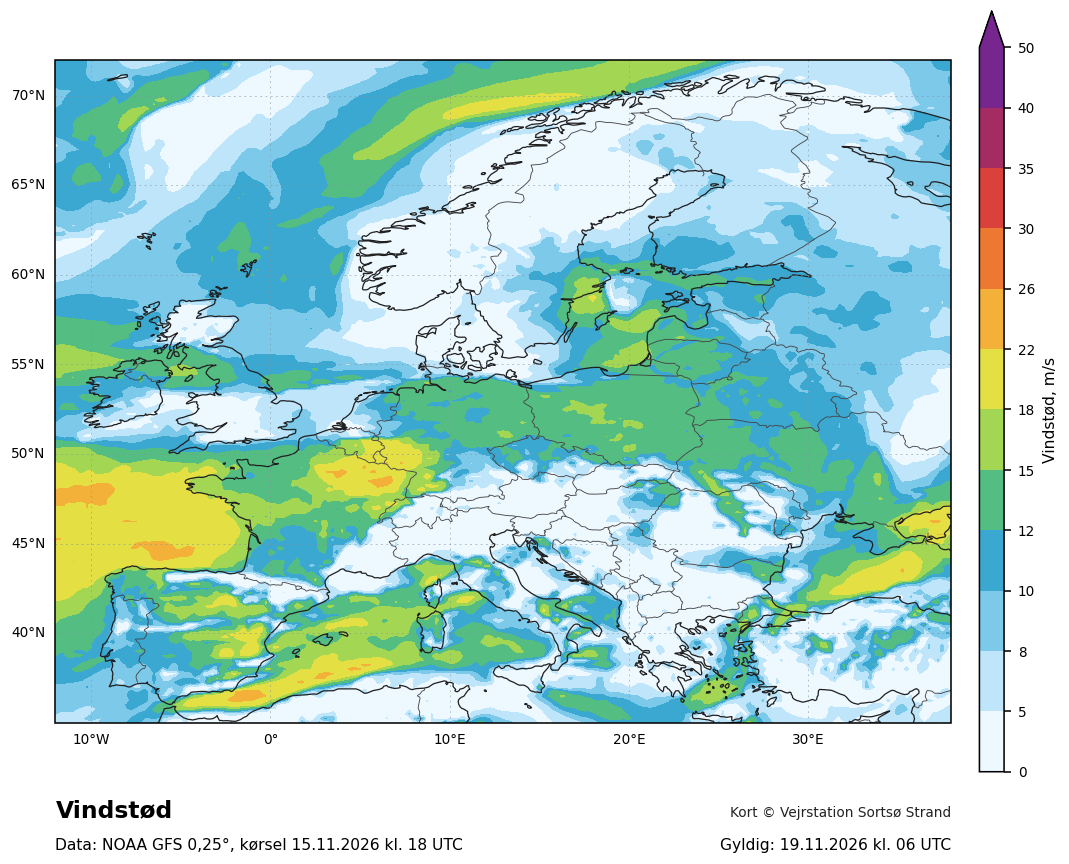 50
40
35
30
26
22
18
15
12
10
8
5
0
Vindstød, m/s
70°N
65°N
60°N
55°N
50°N
45°N
40°N
10°W
0°
10°E
20°E
30°E
Vindstød
Kort © Vejrstation Sortsø Strand
Data: NOAA GFS 0,25°, kørsel 15.11.2026 kl. 18 UTC
Gyldig: 19.11.2026 kl. 06 UTC